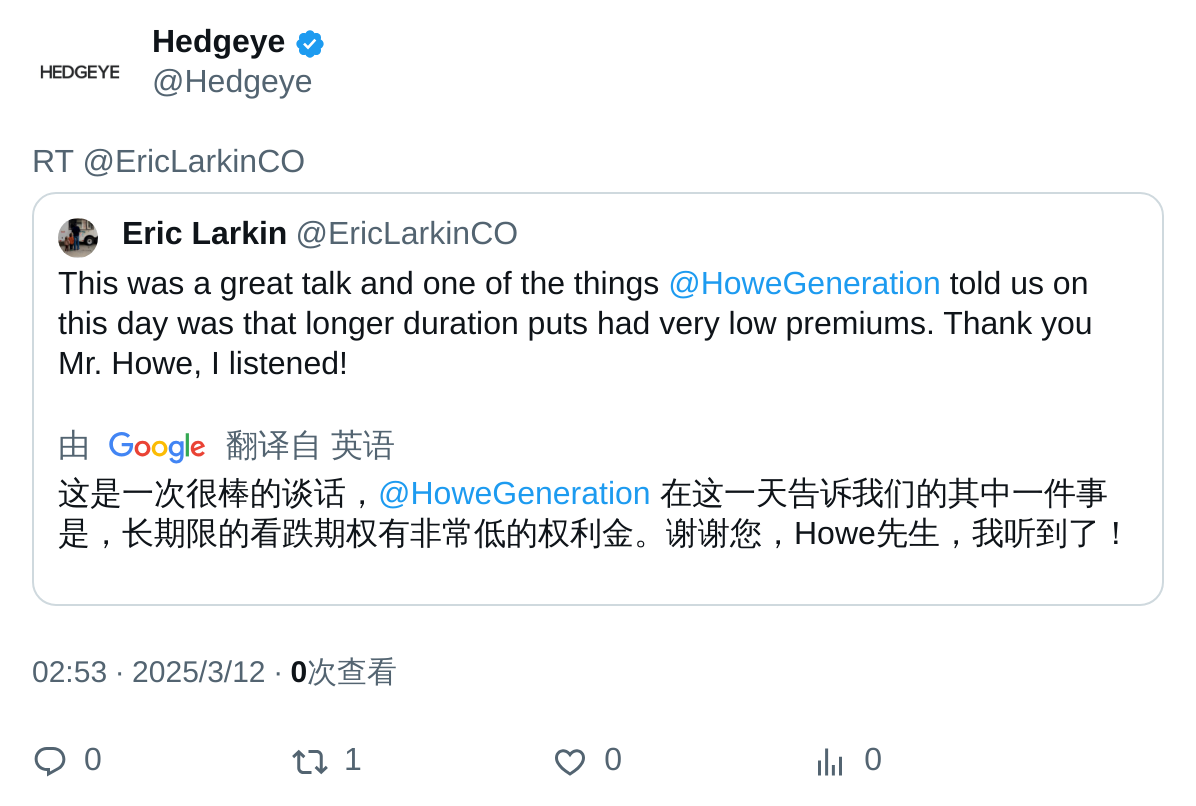 Hedgeye
HEDGEYE
@Hedgeye
RT @EricLarkinCO
Eric Larkin @EricLarkinCO
This was a great talk and one of the things @HoweGeneration told us on
this day was that longer duration puts had very low premiums. Thank you
Mr. Howe, I listened!
由 Google 翻译自 英语
这是一次很棒的谈话，@HoweGeneration 在这一天告诉我们的其中一件事
是，长期限的看跌期权有非常低的权利金。谢谢您，Howe先生，我听到了！
02:53 · 2025/3/12 · 0次查看
0 1 0 0